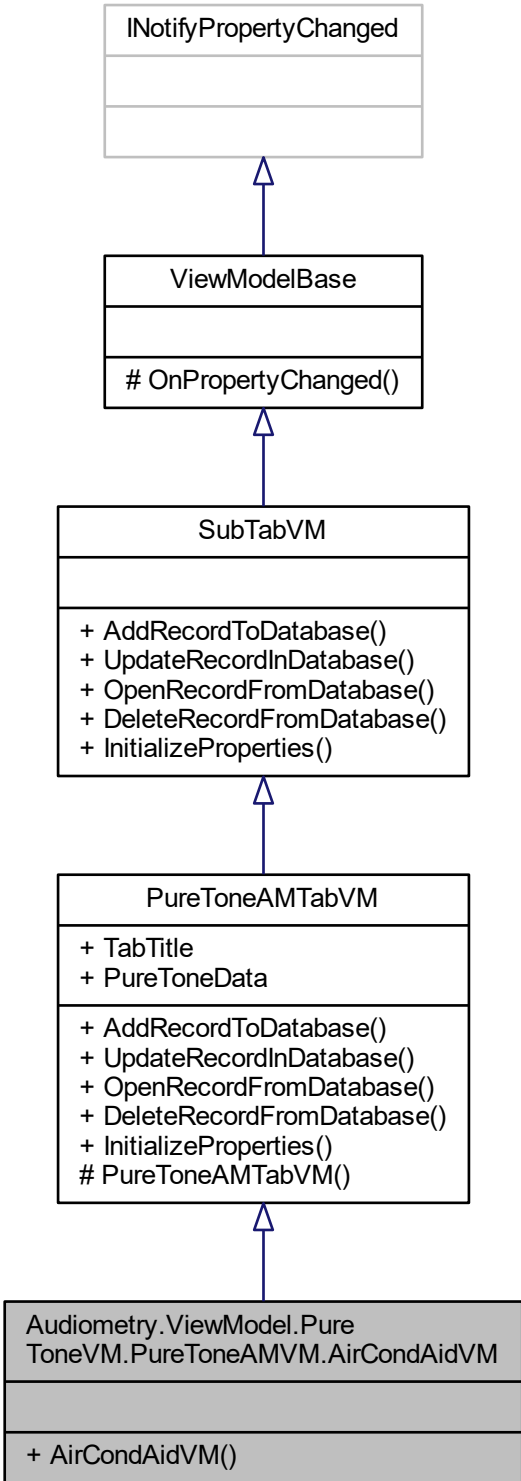 INotifyPropertyChanged
ViewModelBase
# OnPropertyChanged()
SubTabVM
+ AddRecordToDatabase()
+ UpdateRecordInDatabase()
+ OpenRecordFromDatabase()
+ DeleteRecordFromDatabase()
+ InitializeProperties()
PureToneAMTabVM
+ TabTitle
+ PureToneData
+ AddRecordToDatabase()
+ UpdateRecordInDatabase()
+ OpenRecordFromDatabase()
+ DeleteRecordFromDatabase()
+ InitializeProperties()
# PureToneAMTabVM()
Audiometry.ViewModel.Pure
ToneVM.PureToneAMVM.AirCondAidVM
+ AirCondAidVM()